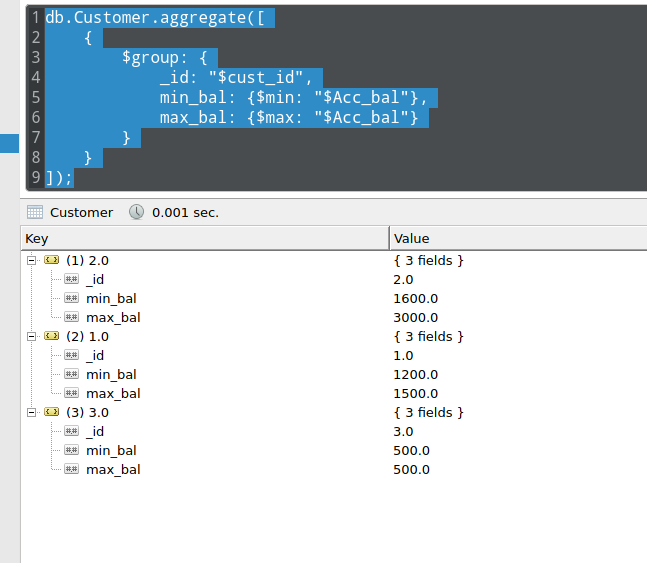 1 db.Customer.aggregate([
2     {
3         $group: {
4             _id: "$cust_id",
5             min_bal: {$min: "$Acc_bal"},
6             max_bal: {$max: "$Acc_bal"}
7         }
8     }
9 ]);
Customer 0.001 sec.
Key Value
(1) 2.0 { 3 fields }
_id 2.0
min_bal 1600.0
max_bal 3000.0
(2) 1.0 { 3 fields }
_id 1.0
min_bal 1200.0
max_bal 1500.0
(3) 3.0 { 3 fields }
_id 3.0
min_bal 500.0
max_bal 500.0